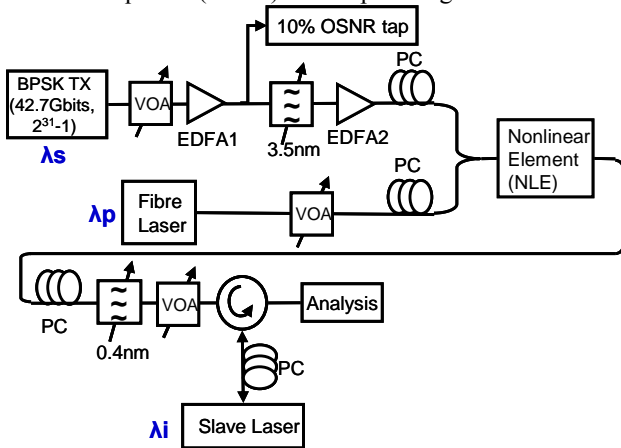 10% OSNR tap
BPSK TX
(42.7Gbits,
2³¹-1)
λs
VOA
EDFA1
3.5nm
EDFA2
PC
PC
Nonlinear
Element
(NLE)
λp
Fibre
Laser
VOA
PC
0.4nm
VOA
Analysis
PC
λi
Slave Laser